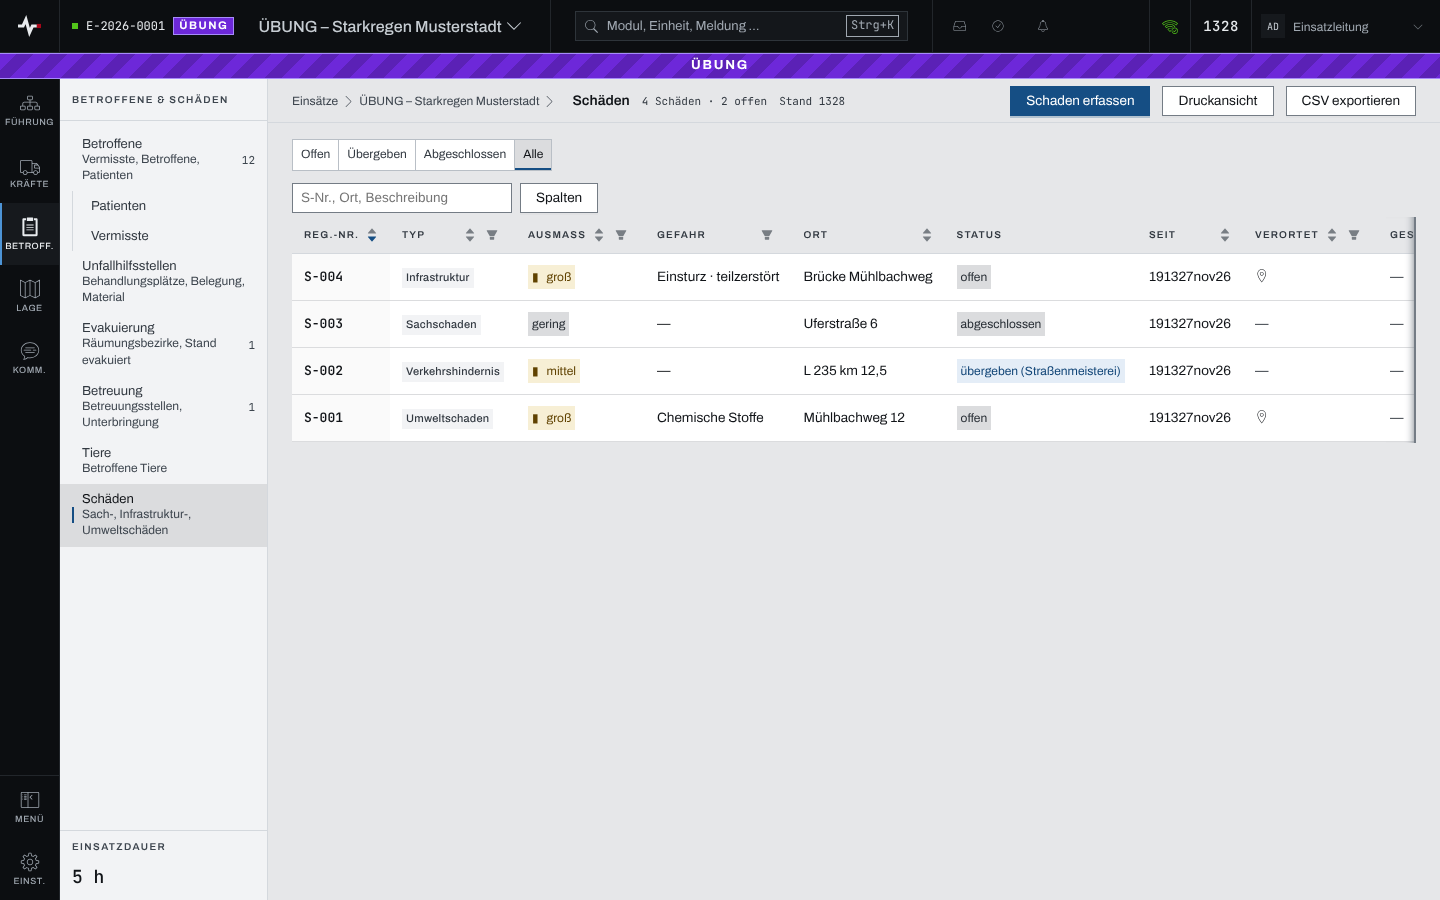 E-2026-0001 ÜBUNG ÜBUNG – Starkregen Musterstadt Modul, Einheit, Meldung ... Strg+K 1328 AD Einsatzleitung
ÜBUNG
FÜHRUNG
KRÄFTE
BETROFF.
LAGE
KOMM.
MENÜ
EINST.
BETROFFENE & SCHÄDEN
Betroffene
Vermisste, Betroffene, 12
Patienten
Patienten
Vermisste
Unfallhilfsstellen
Behandlungsplätze, Belegung,
Material
Evakuierung
Räumungsbezirke, Stand 1
evakuiert
Betreuung
Betreuungsstellen, 1
Unterbringung
Tiere
Betroffene Tiere
Schäden
Sach-, Infrastruktur-,
Umweltschäden
EINSATZDAUER
5 h
Einsätze ÜBUNG – Starkregen Musterstadt Schäden 4 Schäden · 2 offen Stand 1328 Schaden erfassen Druckansicht CSV exportieren
Offen Übergeben Abgeschlossen Alle
S-Nr., Ort, Beschreibung Spalten
REG.-NR. TYP AUSMASS GEFAHR ORT STATUS SEIT VERORTET GES
S-004 Infrastruktur groß Einsturz · teilzerstört Brücke Mühlbachweg offen 191327nov26 —
S-003 Sachschaden gering — Uferstraße 6 abgeschlossen 191327nov26 — —
S-002 Verkehrshindernis mittel — L 235 km 12,5 übergeben (Straßenmeisterei) 191327nov26 — —
S-001 Umweltschaden groß Chemische Stoffe Mühlbachweg 12 offen 191327nov26 —